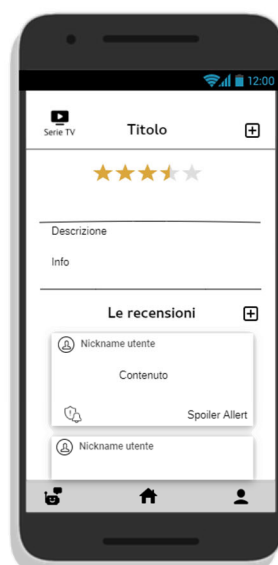 12:00
Serie TV
Titolo
Descrizione
Info
Le recensioni
Nickname utente
Contenuto
Spoiler Allert
Nickname utente